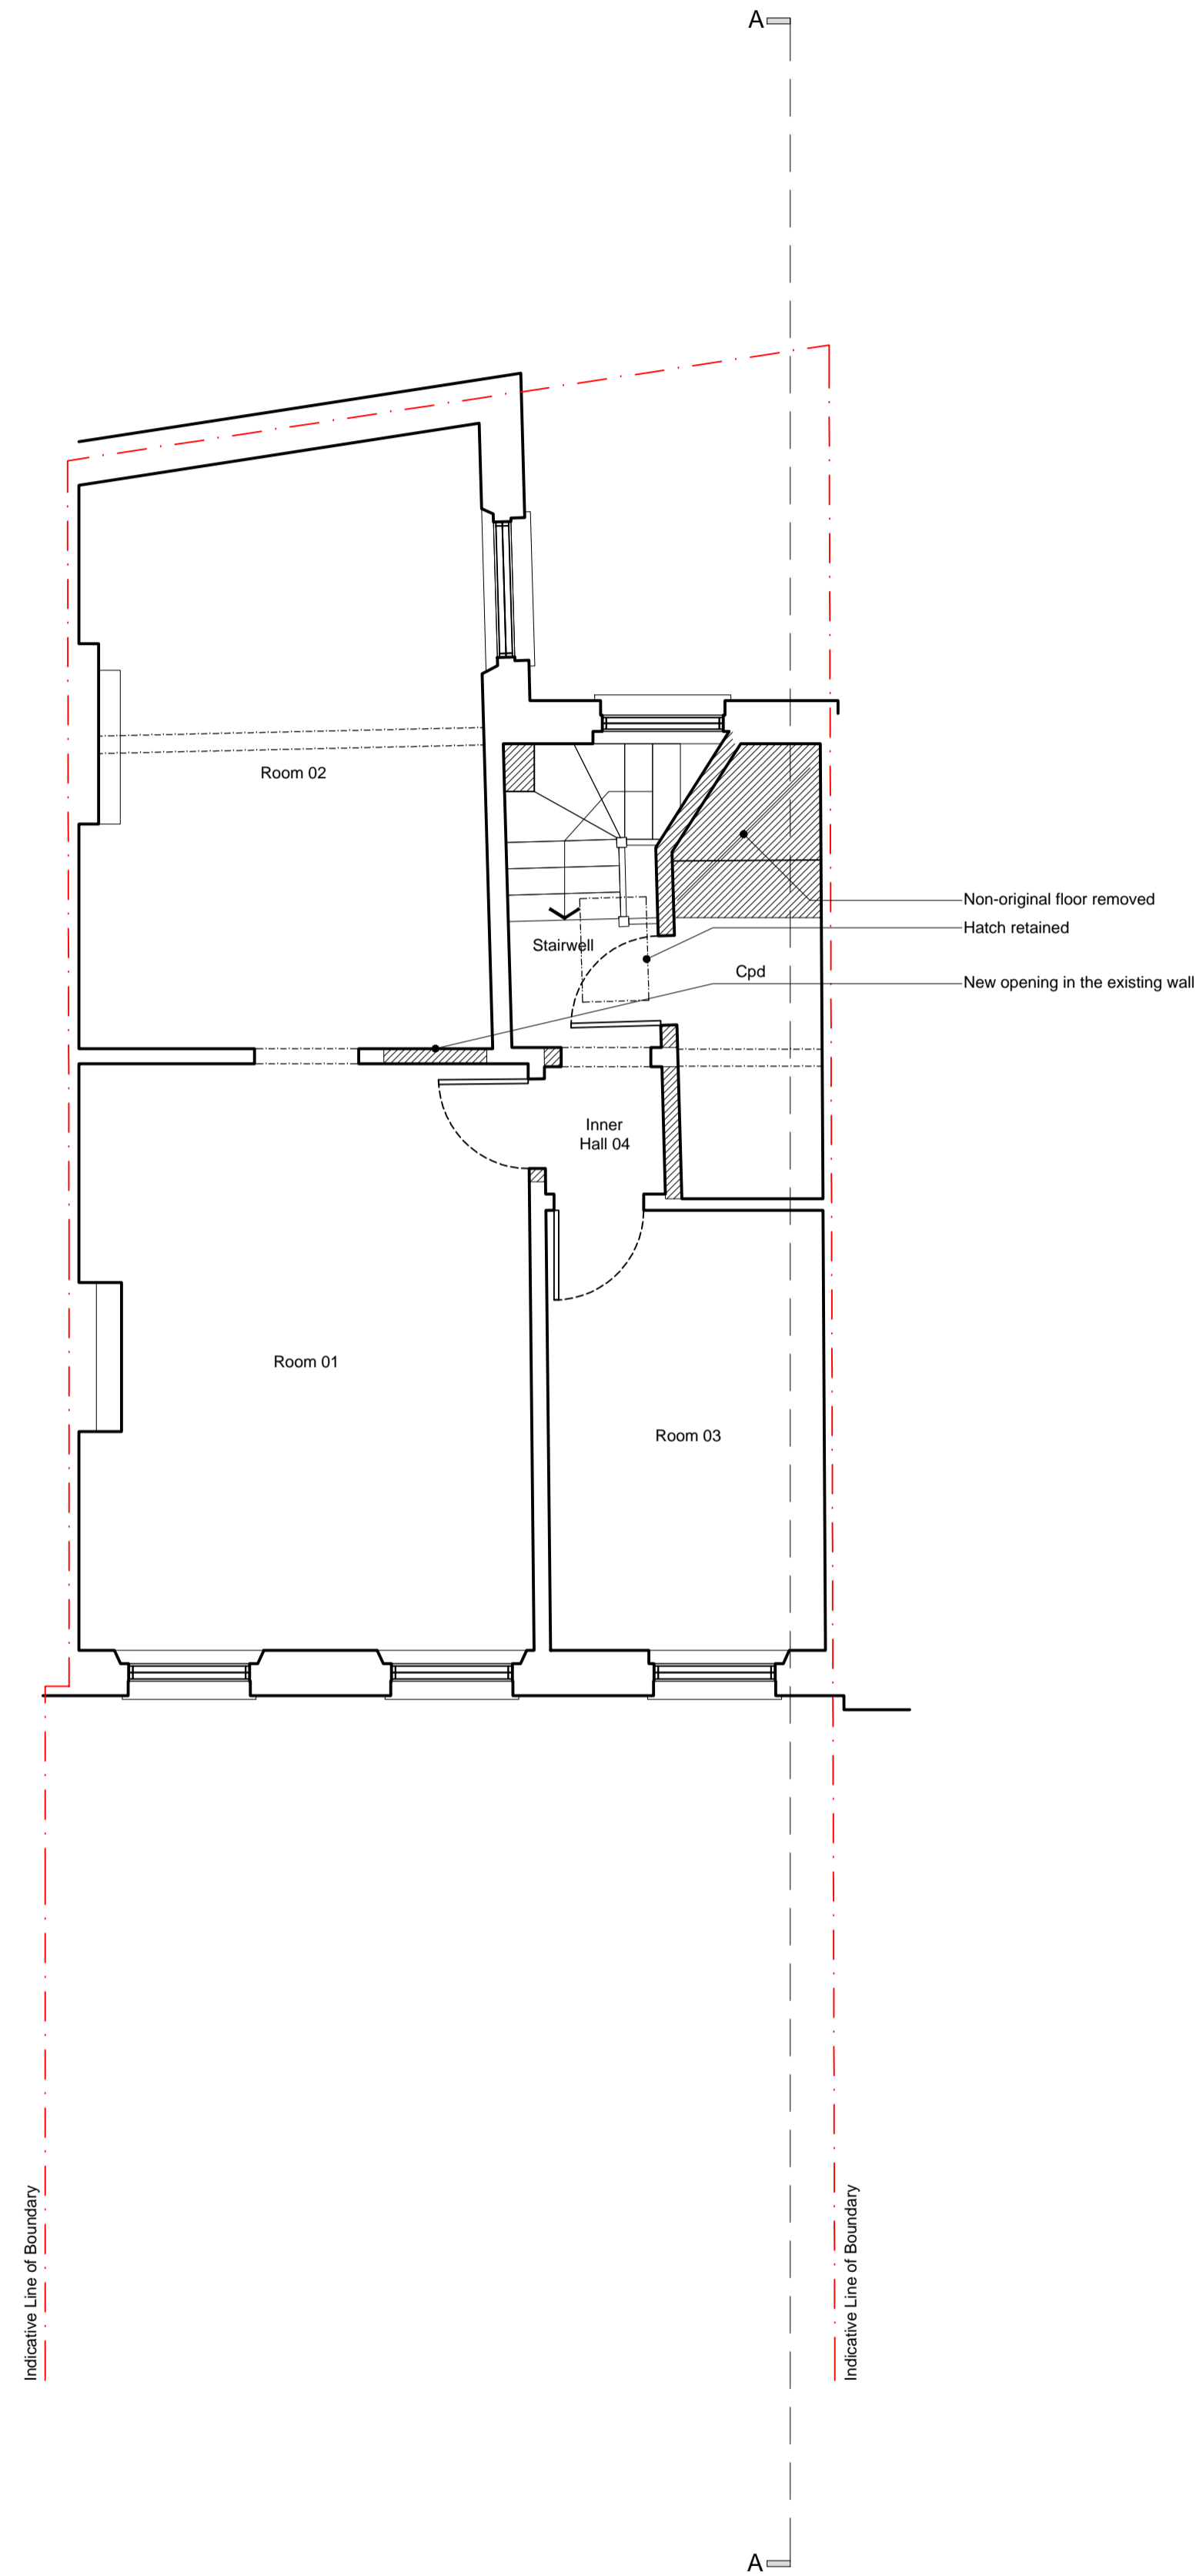 A
Room 02
Non-original floor removed
Hatch retained
Stairwell
Cpd
New opening in the existing wall
Inner
Hall 04
Room 01
Room 03
Indicative Line of Boundary
Indicative Line of Boundary
A